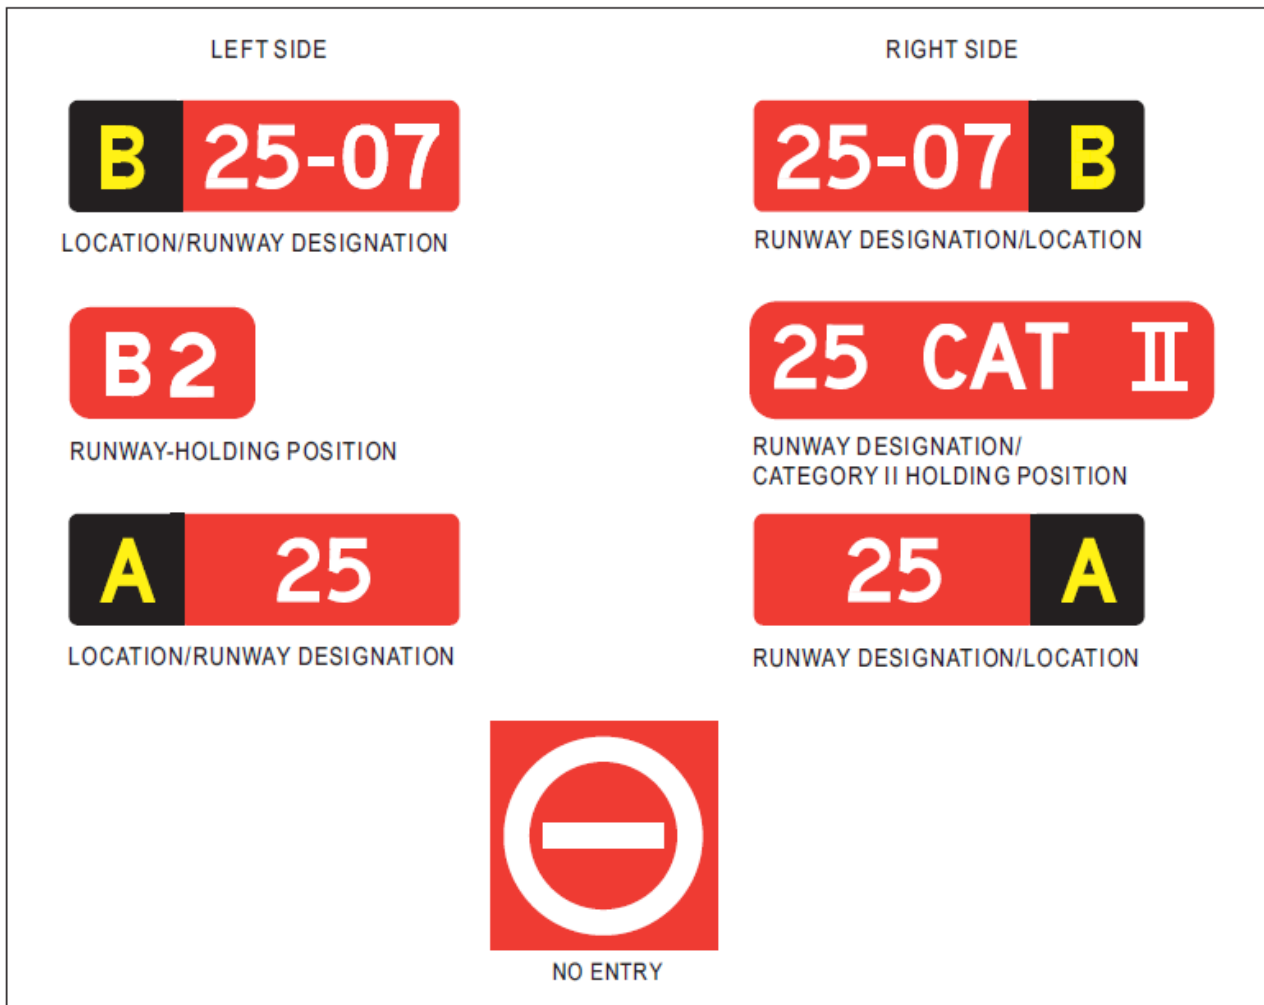 LEFT SIDE
RIGHT SIDE
B 25-07
25-07 B
LOCATION/RUNWAY DESIGNATION
RUNWAY DESIGNATION/LOCATION
B2
25 CAT II
RUNWAY-HOLDING POSITION
RUNWAY DESIGNATION/
CATEGORY II HOLDING POSITION
A 25
25 A
LOCATION/RUNWAY DESIGNATION
RUNWAY DESIGNATION/LOCATION
NO ENTRY